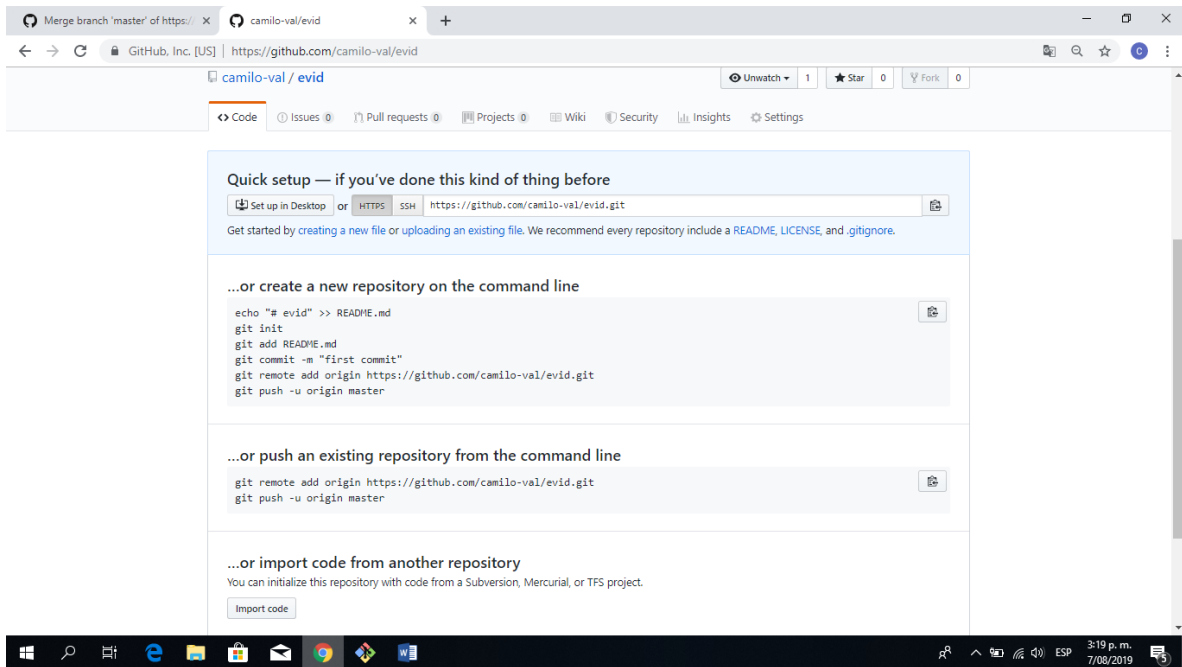 Merge branch 'master' of https:/
camilo-val/evid
GitHub, Inc. [US] | https://github.com/camilo-val/evid
C
camilo-val / evid
Unwatch 1 Star 0 Fork 0
Code Issues 0 Pull requests 0 Projects 0 Wiki Security Insights Settings
Quick setup — if you've done this kind of thing before
Set up in Desktop or HTTPS SSH https://github.com/camilo-val/evid.git
Get started by creating a new file or uploading an existing file. We recommend every repository include a README, LICENSE, and .gitignore.
…or create a new repository on the command line
echo "# evid" >> README.md
git init
git add README.md
git commit -m "first commit"
git remote add origin https://github.com/camilo-val/evid.git
git push -u origin master
…or push an existing repository from the command line
git remote add origin https://github.com/camilo-val/evid.git
git push -u origin master
…or import code from another repository
You can initialize this repository with code from a Subversion, Mercurial, or TFS project.
Import code
ESP
3:19 p. m.
7/08/2019
5